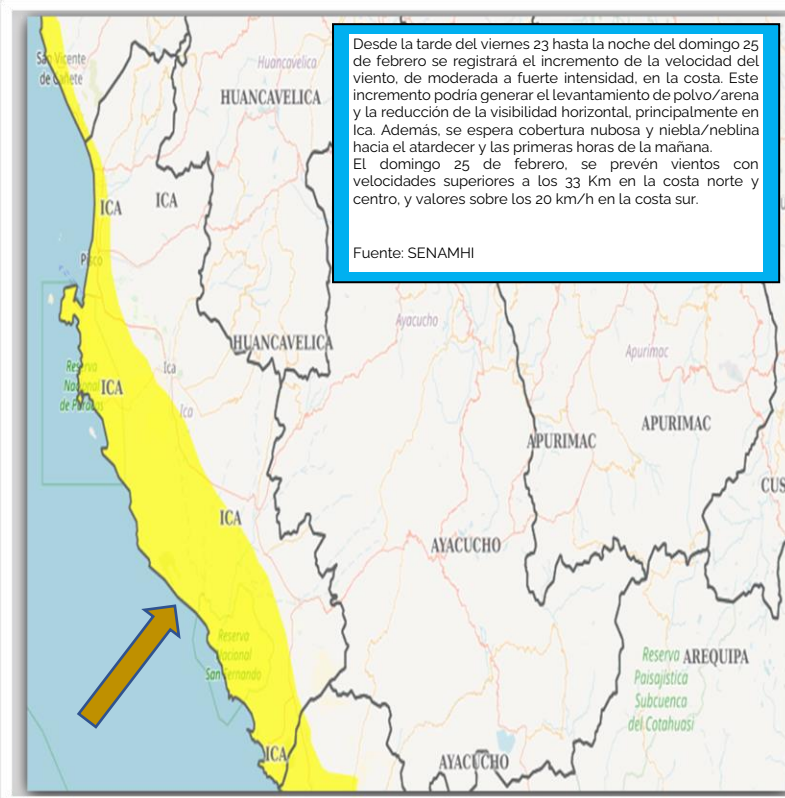 Desde la tarde del viernes 23 hasta la noche del domingo 25
de febrero se registrará el incremento de la velocidad del
viento, de moderada a fuerte intensidad, en la costa. Este
incremento podría generar el levantamiento de polvo/arena
y la reducción de la visibilidad horizontal, principalmente en
Ica. Además, se espera cobertura nubosa y niebla/neblina
hacia el atardecer y las primeras horas de la mañana.
El domingo 25 de febrero, se prevén vientos con
velocidades superiores a los 33 Km en la costa norte y
centro, y valores sobre los 20 km/h en la costa sur.
Fuente: SENAMHI
San Vicente
de Cañete
Huancavelica
HUANCAVELICA
ICA
ICA
Pisco
Ayacucho
HUANCAVELICA
Apurimac
Reserva
Nacional
de Paracas
Ica
ICA
Ica
APURIMAC
APURIMAC
CUS
ICA
AYACUCHO
Reserva
Nacional
San Fernando
Reserva
Paisajística
Subcuenca
del Cotahuasi
AREQUIPA
ICA
AYACUCHO